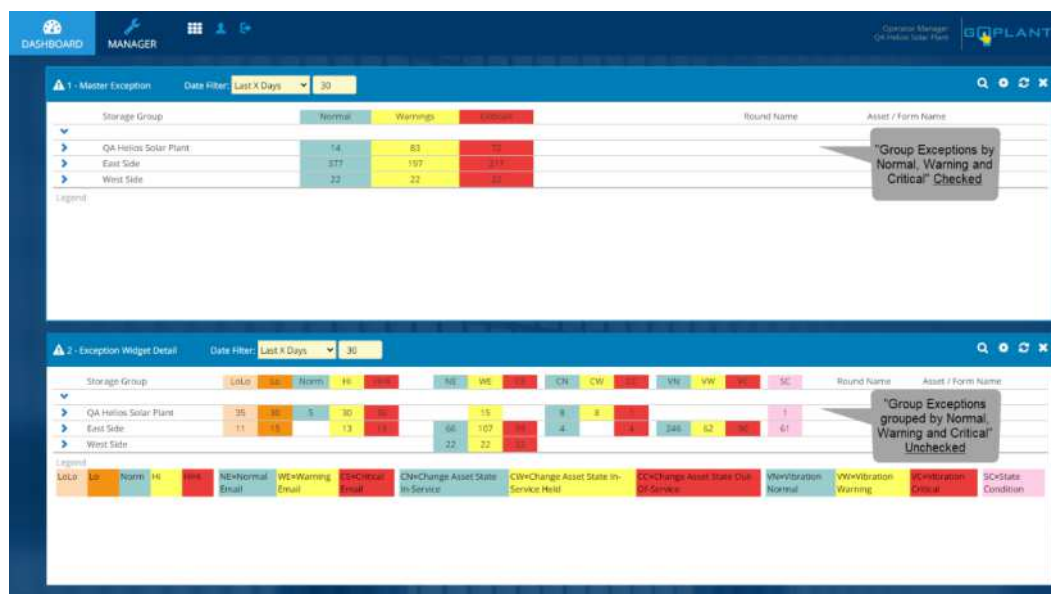 DASHBOARD MANAGER
Operator Manager
QA Helios Solar Plant
GOPLANT
1 - Master Exception Date Filter: Last X Days 30
Storage Group Normal Warnings Critical Round Name Asset / Form Name
QA Helios Solar Plant 14 83
East Side 377 197
West Side 22 22 22
Legend
"Group Exceptions by
Normal, Warning and
Critical" Checked
2 - Exception Widget Detail Date Filter: Last X Days 30
Storage Group LoLo Lo Norm Hi HiHi NE WE CE CN CW CC VN VW VC SC Round Name Asset / Form Name
QA Helios Solar Plant 35 30 5 30 15 9 8 1
East Side 11 15 13 66 107 4 4 246 62 61
West Side 22 22
"Group Exceptions
grouped by Normal,
Warning and Critical"
Unchecked
Legend
LoLo Lo Norm Hi HiHi NE=Normal Email WE=Warning Email CE=Critical Email CN=Change Asset State In-Service CW=Change Asset State In-Service Held CC=Change Asset State Out-Of-Service VN=Vibration Normal VW=Vibration Warning VC=Vibration Critical SC=State Condition